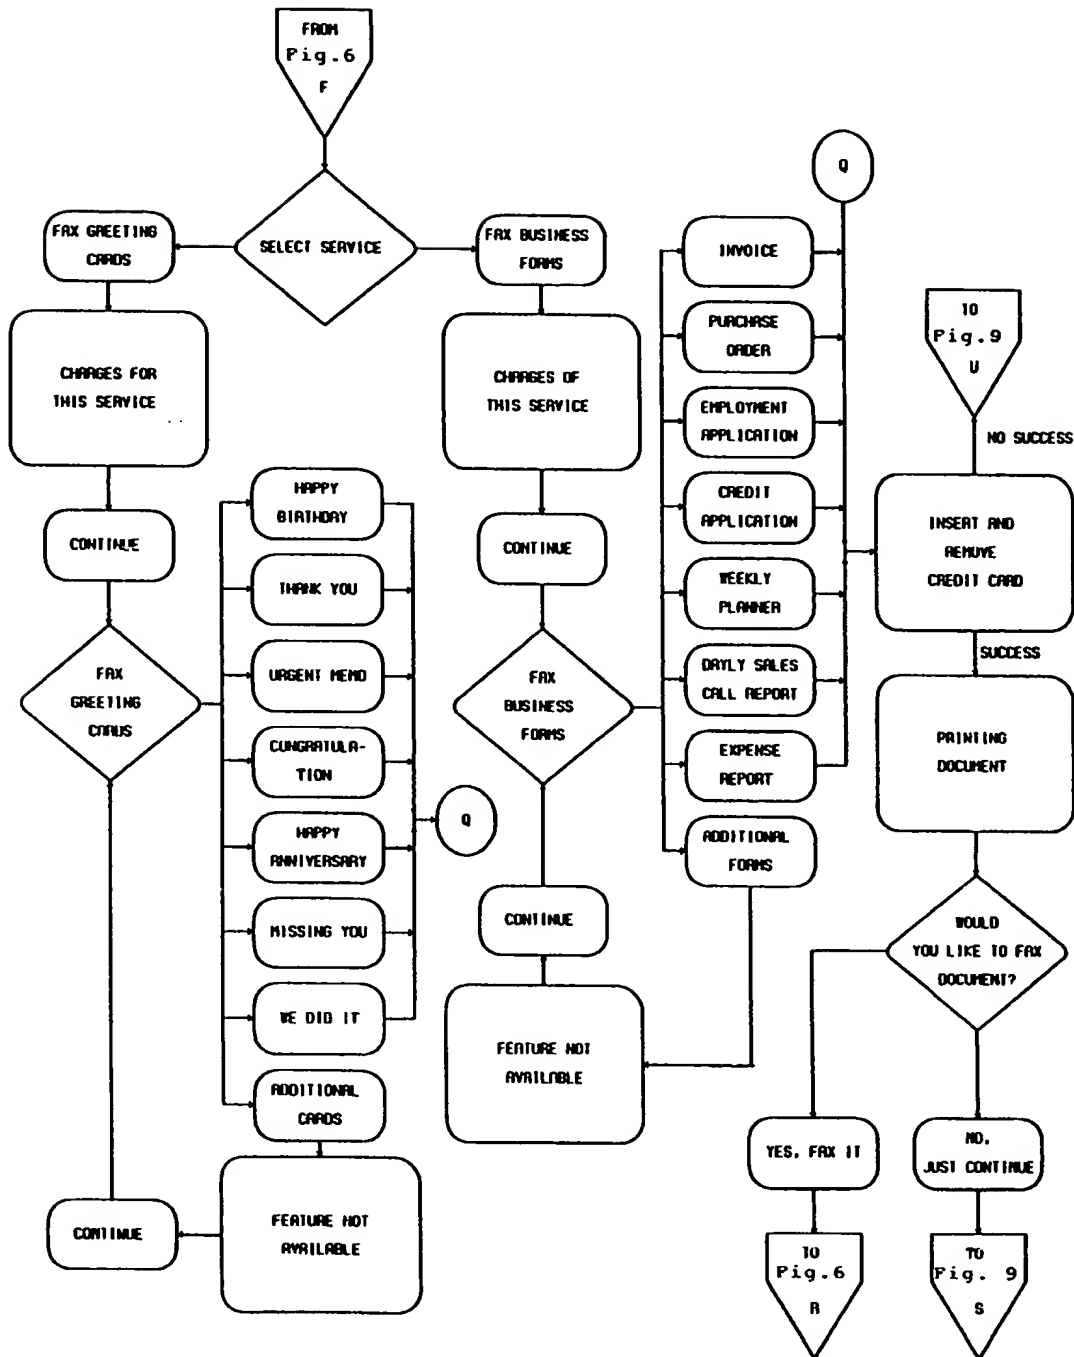 FROM
Fig.6
F
Q
FAX GREETING
CARDS
SELECT SERVICE
FAX BUSINESS
FORMS
INVOICE
TO
Fig.9
U
PURCHASE
ORDER
CHARGES FOR
THIS SERVICE
CHARGES OF
THIS SERVICE
EMPLOYMENT
APPLICATION
NO SUCCESS
HAPPY
BIRTHDAY
CREDIT
APPLICATION
INSERT AND
REMOVE
CREDIT CARD
CONTINUE
CONTINUE
THANK YOU
WEEKLY
PLANNER
SUCCESS
FAX
GREETING
CARDS
URGENT MEMO
FAX
BUSINESS
FORMS
DAYLY SALES
CALL REPORT
CONGRATULA-
TION
EXPENSE
REPORT
PRINTING
DOCUMENT
HAPPY
ANNIVERSARY
Q
ADDITIONAL
FORMS
MISSING YOU
CONTINUE
WOULD
YOU LIKE TO FAX
DOCUMENT?
WE DID IT
FEATURE NOT
AVAILABLE
ADDITIONAL
CARDS
YES, FAX IT
NO,
JUST CONTINUE
CONTINUE
FEATURE NOT
AVAILABLE
TO
Fig.6
R
TO
Fig. 9
S